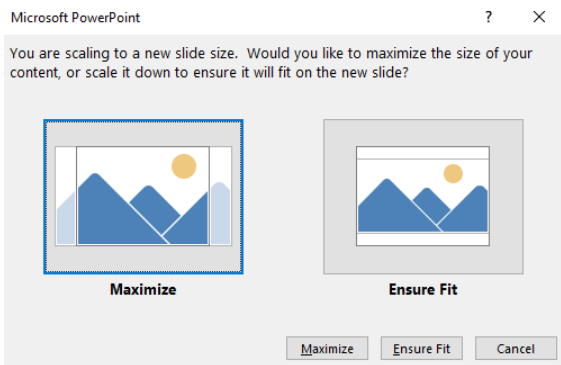 Microsoft PowerPoint
?
You are scaling to a new slide size. Would you like to maximize the size of your
content, or scale it down to ensure it will fit on the new slide?
Maximize
Ensure Fit
Maximize
Ensure Fit
Cancel